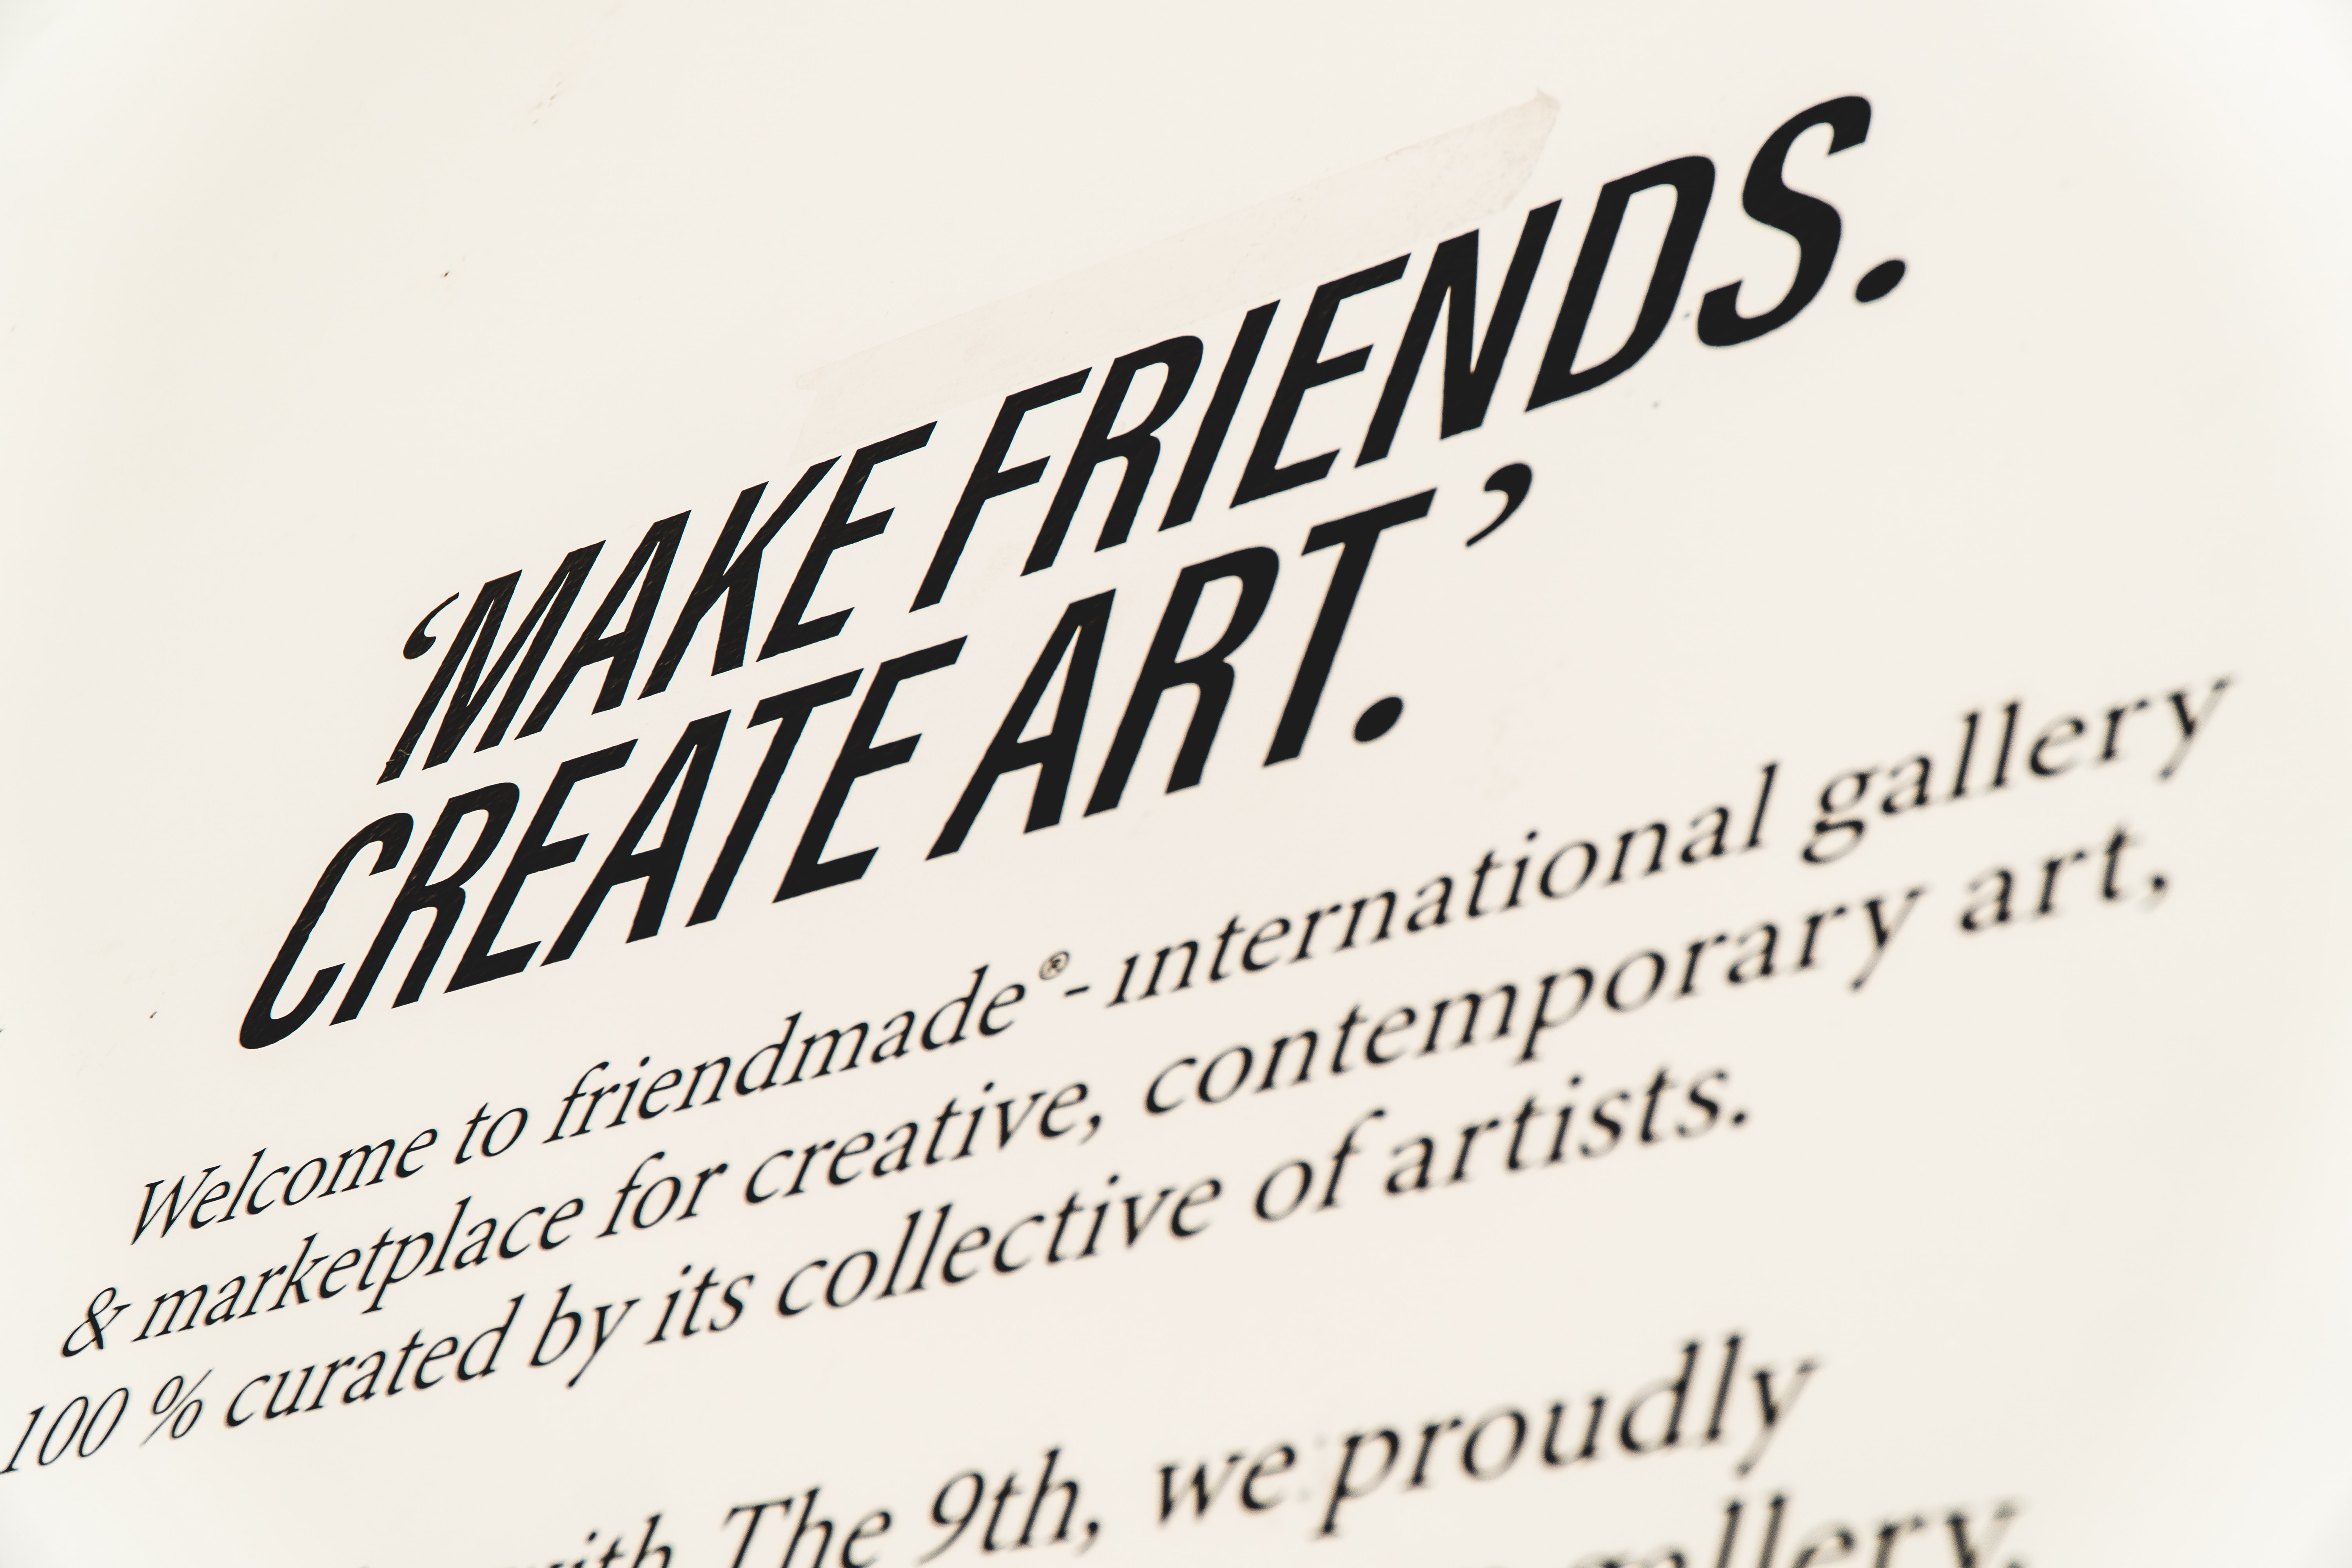 ‘MAKE FRIENDS.
CREATE ART.’
Welcome to friendmade®- international gallery
& marketplace for creative, contemporary art,
100 % curated by its collective of artists.
with The 9th, we proudly
gallery,